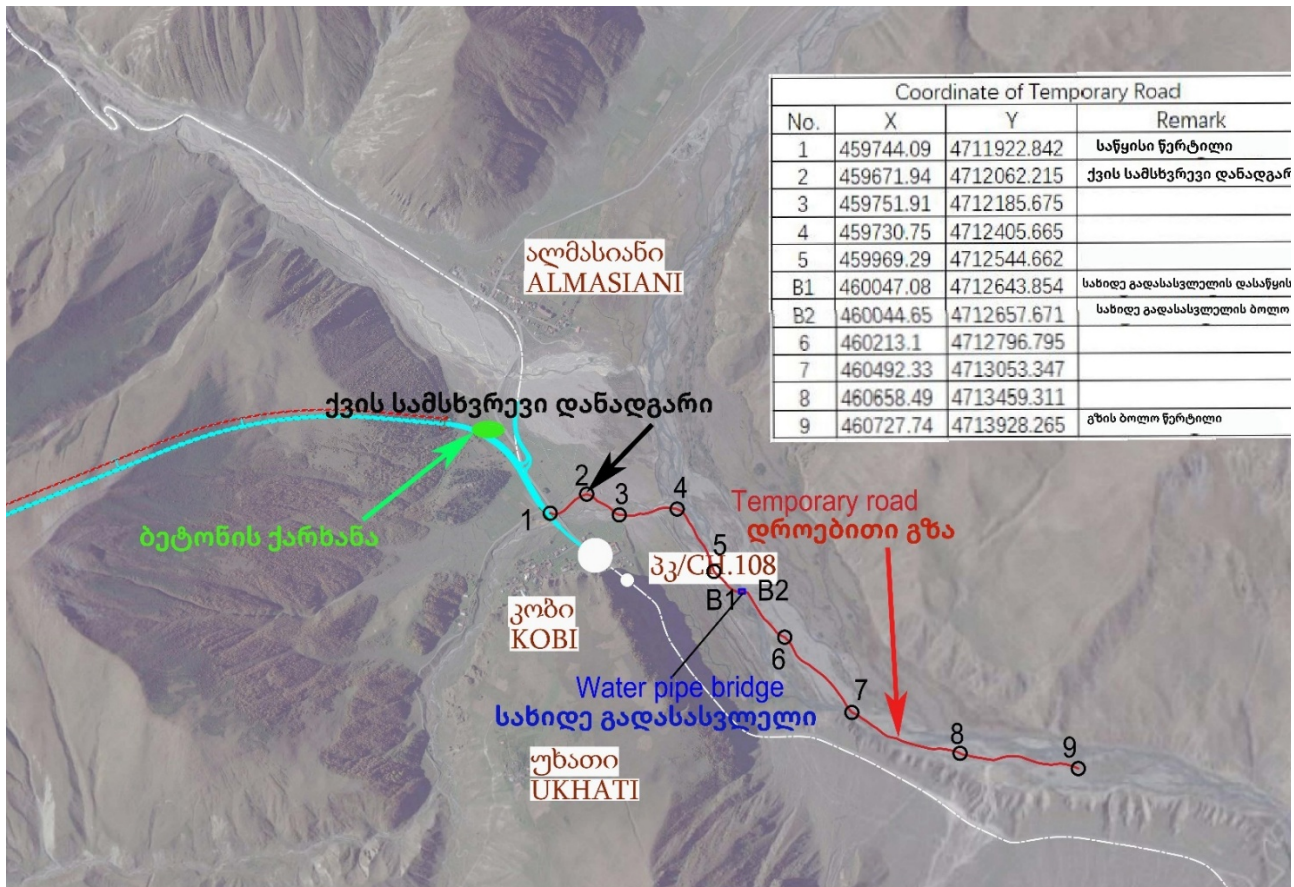 Coordinate of Temporary Road
No. X Y Remark
1 459744.09 4711922.842 საწყისი წერტილი
2 459671.94 4712062.215 ქვის სამსხვრევი დანადგარი
3 459751.91 4712185.675
4 459730.75 4712405.665
5 459969.29 4712544.662
B1 460047.08 4712643.854 სახიდე გადასასვლელის დასაწყის
B2 460044.65 4712657.671 სახიდე გადასასვლელის ბოლო
6 460213.1 4712796.795
7 460492.33 4713053.347
8 460658.49 4713459.311
9 460727.74 4713928.265 გზის ბოლო წერტილი
ალმასიანი
ALMASIANI
ქვის სამსხვრევი დანადგარი
ბეტონის ქარხანა
1
2
3
4
Temporary road
დროებითი გზა
5
პკ/CH.108
B1
B2
კობი
KOBI
6
Water pipe bridge
სახიდე გადასასვლელი
7
8
9
უხათი
UKHATI